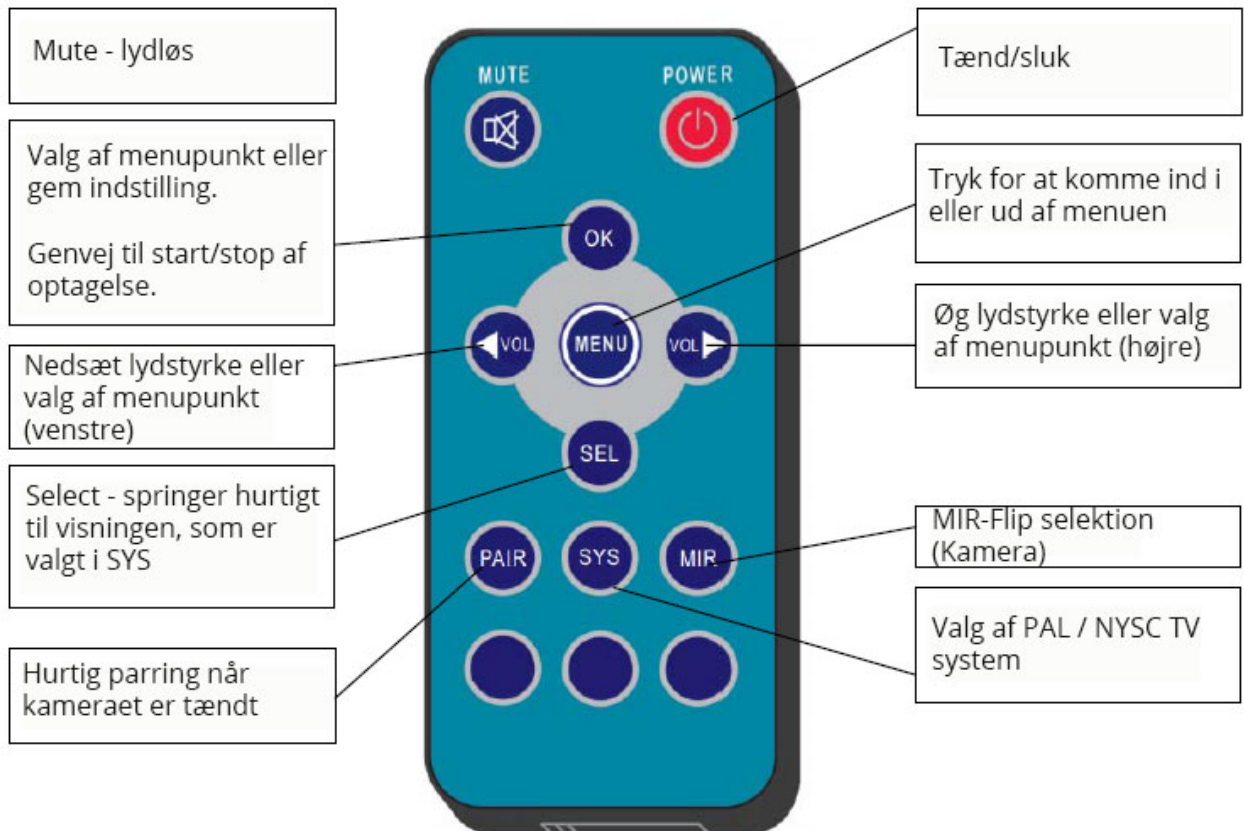 Mute - lydløs
Valg af menupunkt eller
gem indstilling.
Genvej til start/stop af
optagelse.
Nedsæt lydstyrke eller
valg af menupunkt
(venstre)
Select - springer hurtigt
til visningen, som er
valgt i SYS
Hurtig parring når
kameraet er tændt
MUTE
POWER
OK
VOL
MENU
VOL
SEL
PAIR
SYS
MIR
Tænd/sluk
Tryk for at komme ind i
eller ud af menuen
Øg lydstyrke eller valg
af menupunkt (højre)
MIR-Flip selektion
(Kamera)
Valg af PAL / NYSC TV
system